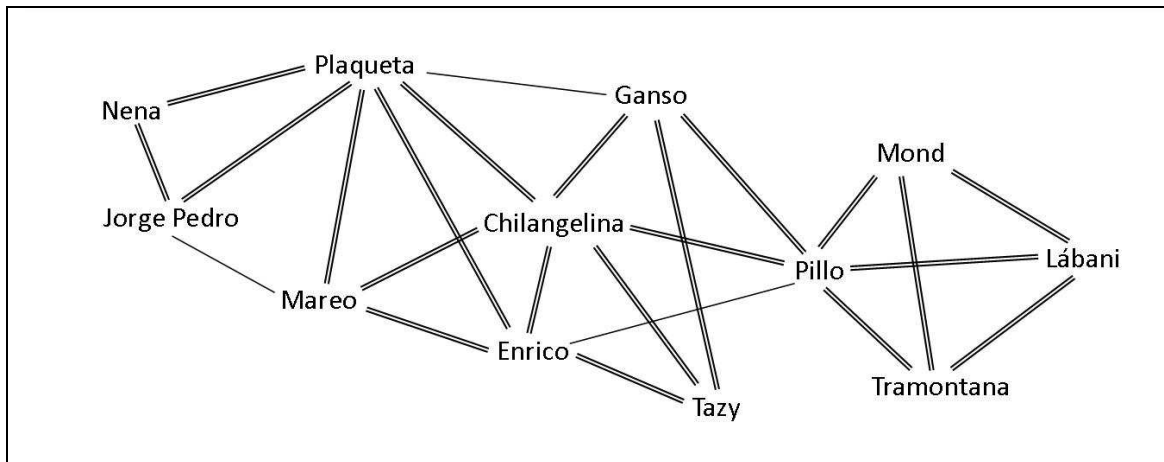 Plaqueta
Ganso
Nena
Mond
Jorge Pedro
Chilangelina
Lábani
Pillo
Mareo
Enrico
Tramontana
Tazy